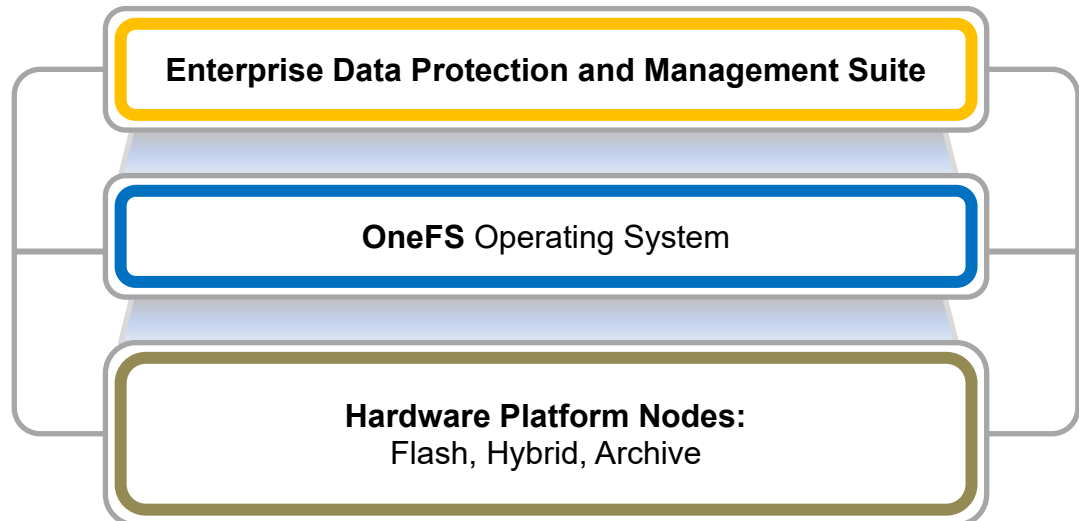 Enterprise Data Protection and Management Suite
OneFS Operating System
Hardware Platform Nodes:
Flash, Hybrid, Archive